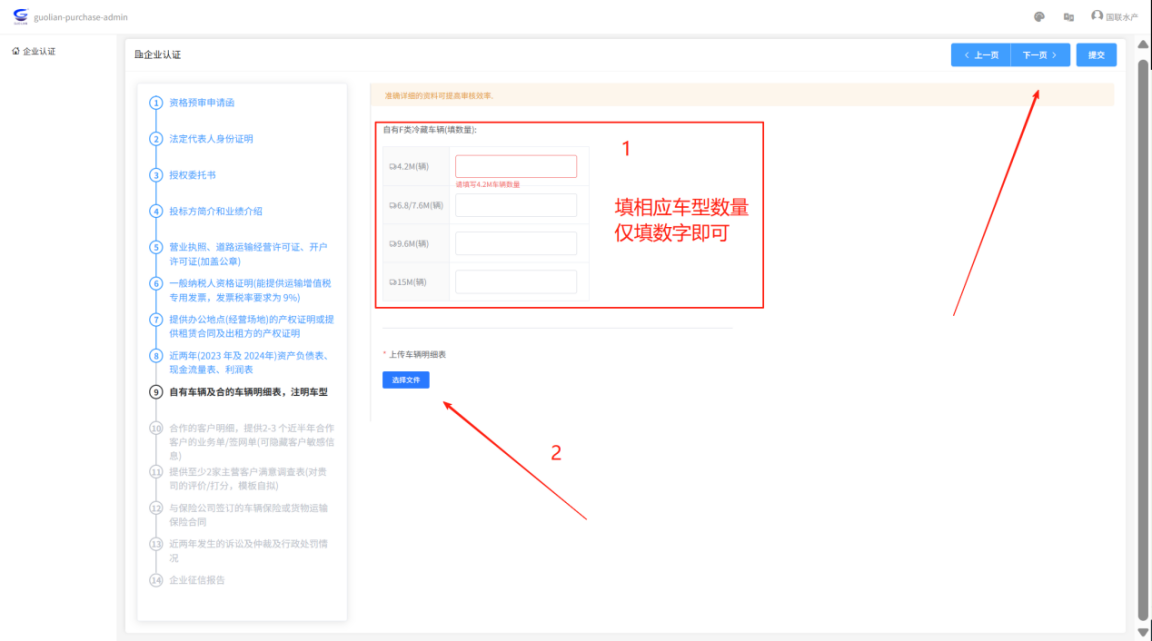 guolian-purchase-admin
国联水产
企业认证
企业认证
上一页
下一页
提交
1 资格预审申请函
2 法定代表人身份证明
3 授权委托书
4 投标方简介和业绩介绍
5 营业执照、道路运输经营许可证、开户
许可证(加盖公章)
6 一般纳税人资格证明(能提供运输增值税
专用发票，发票税率要求为 9%)
7 提供办公地点(经营场地)的产权证明或提
供租赁合同及出租方的产权证明
8 近两年(2023 年及 2024年)资产负债表、
现金流量表、利润表
9 自有车辆及合的车辆明细表，注明车型
10 合作的客户明细，提供2-3 个近半年合作
客户的业务单/签网单(可隐藏客户敏感信
息)
11 提供至少2家主营客户满意调查表(对贵
司的评价/打分，模板自拟)
12 与保险公司签订的车辆保险或货物运输
保险合同
13 近两年发生的诉讼及仲裁及行政处罚情
况
14 企业征信报告
准确详细的资料可提高审核效率.
自有F类冷藏车辆(填数量):
4.2M(辆)
请填写4.2M车辆数量
6.8/7.6M(辆)
9.6M(辆)
15M(辆)
1
填相应车型数量
仅填数字即可
* 上传车辆明细表
选择文件
2